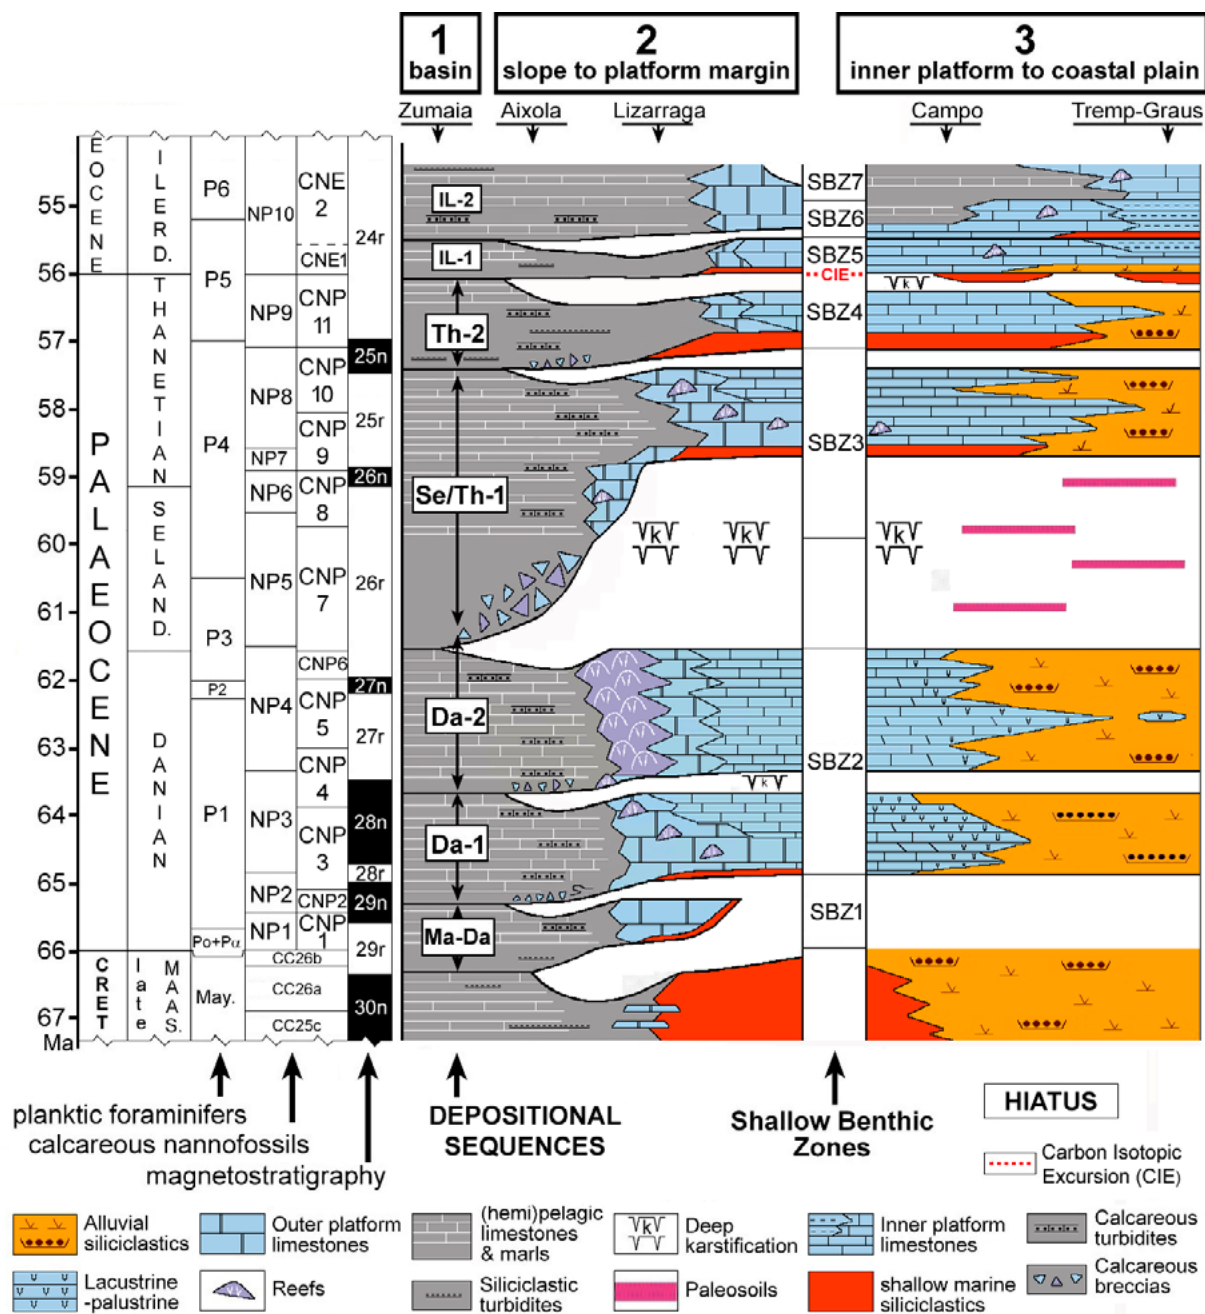 1
basin
2
slope to platform margin
3
inner platform to coastal plain
Zumaia
Aixola
Lizarraga
Campo
Tremp-Graus
EOCENE
PALAEOCENE
CRET
ILERD.
THANETIAN
SELAND.
DANIAN
late MAAS.
55
56
57
58
59
60
61
62
63
64
65
66
67
Ma
P6
P5
P4
P3
P2
P1
Po+Pα
May.
NP10
NP9
NP8
NP7
NP6
NP5
NP4
NP3
NP2
NP1
CNE
2
CNE1
CNP
11
CNP
10
CNP
9
CNP
8
CNP
7
CNP6
CNP
5
CNP
4
CNP
3
CNP2
CNP
1
CC26b
CC26a
CC25c
24r
25n
25r
26n
26r
27n
27r
28n
28r
29n
29r
30n
IL-2
IL-1
Th-2
Se/Th-1
Da-2
Da-1
Ma-Da
k
k
k
k
k
SBZ7
SBZ6
SBZ5
CIE
SBZ4
SBZ3
SBZ2
SBZ1
planktic foraminifers
calcareous nannofossils
magnetostratigraphy
DEPOSITIONAL
SEQUENCES
Shallow Benthic
Zones
HIATUS
Carbon Isotopic
Excursion (CIE)
Alluvial
siliciclastics
Outer platform
limestones
(hemi)pelagic
limestones
& marls
k
Deep
karstification
Inner platform
limestones
Calcareous
turbidites
Lacustrine
-palustrine
Reefs
Siliciclastic
turbidites
Paleosoils
shallow marine
siliciclastics
Calcareous
breccias